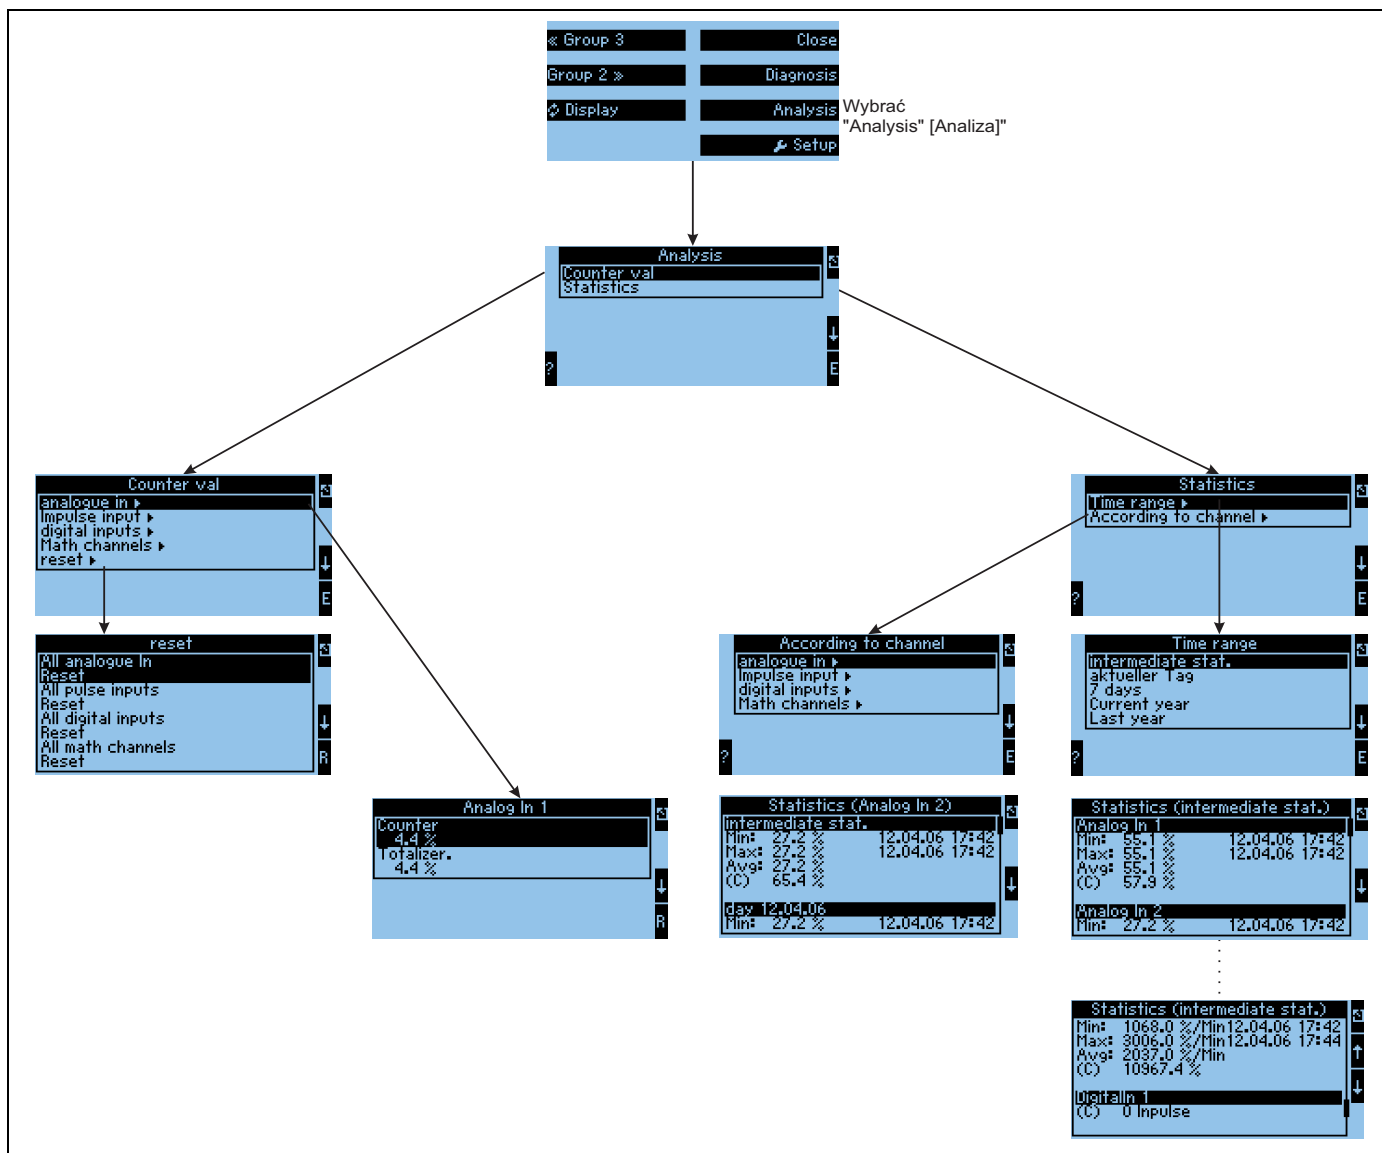 « Group 3
Close
Group 2 »
Diagnosis
Display
Analysis
Setup
Wybrać
"Analysis" [Analiza]"
Analysis
Counter val
Statistics
?
E
Counter val
analogue in
Impulse input
digital inputs
Math channels
reset
E
reset
All analogue In
Reset
All pulse inputs
Reset
All digital inputs
Reset
All math channels
Reset
R
Analog In 1
Counter
4.4 %
Totalizer.
4.4 %
R
Statistics
Time range
According to channel
?
E
According to channel
analogue in
Impulse input
digital inputs
Math channels
?
E
Time range
intermediate stat.
aktueller Tag
7 days
Current year
Last year
?
E
Statistics (Analog In 2)
intermediate stat.
Min: 27.2 % 12.04.06 17:42
Max: 27.2 % 12.04.06 17:42
Avg: 27.2 %
(C) 65.4 %
day 12.04.06
Min: 27.2 % 12.04.06 17:42
Statistics (intermediate stat.)
Analog In 1
Min: 55.1 % 12.04.06 17:42
Max: 55.1 % 12.04.06 17:42
Avg: 55.1 %
(C) 57.9 %
Analog In 2
Min: 27.2 % 12.04.06 17:42
Statistics (intermediate stat.)
Min: 1068.0 %/Min12.04.06 17:42
Max: 3006.0 %/Min12.04.06 17:44
Avg: 2037.0 %/Min
(C) 10967.4 %
DigitalIn 1
(C) 0 Inpulse